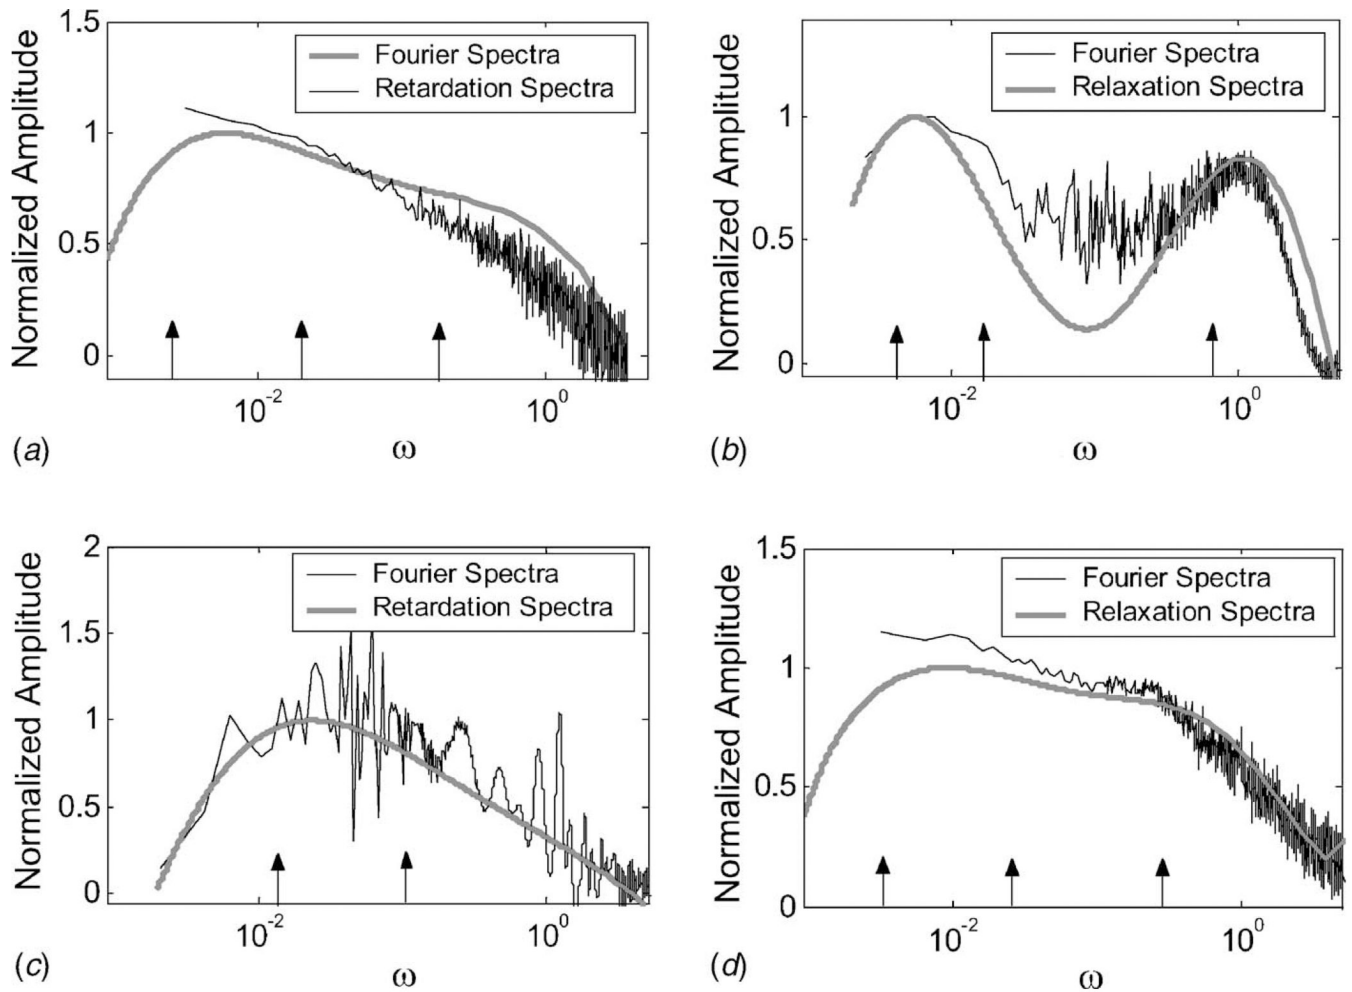 1.5
1
0.5
0
Normalized Amplitude
Fourier Spectra
Retardation Spectra
10^-2
10^0
(a)
ω
1
0.5
0
Normalized Amplitude
Fourier Spectra
Relaxation Spectra
10^-2
10^0
(b)
ω
2
1.5
1
0.5
0
Normalized Amplitude
Fourier Spectra
Retardation Spectra
10^-2
10^0
(c)
ω
1.5
1
0.5
0
Normalized Amplitude
Fourier Spectra
Relaxation Spectra
10^-2
10^0
(d)
ω